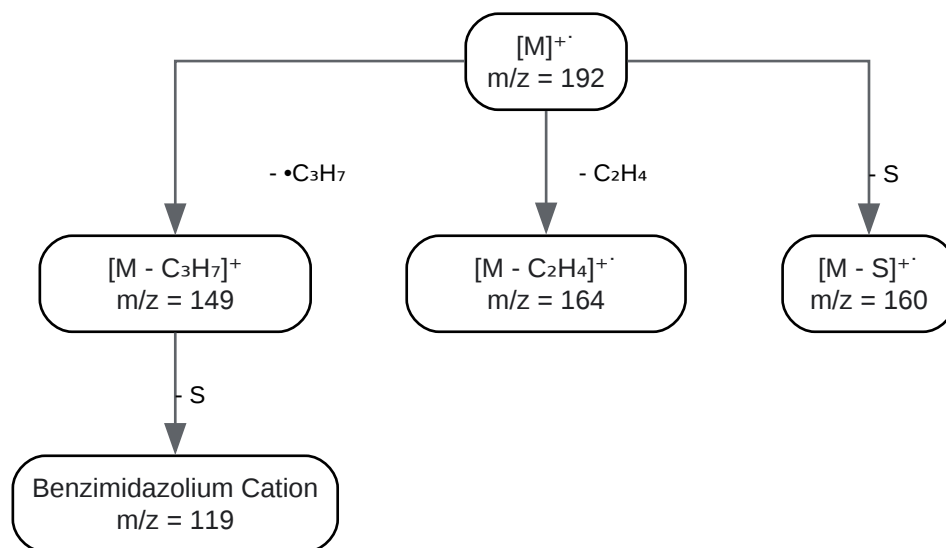 [M]⁺˙
m/z = 192
- •C₃H₇
- C₂H₄
- S
[M - C₃H₇]⁺
m/z = 149
[M - C₂H₄]⁺˙
m/z = 164
[M - S]⁺˙
m/z = 160
- S
Benzimidazolium Cation
m/z = 119